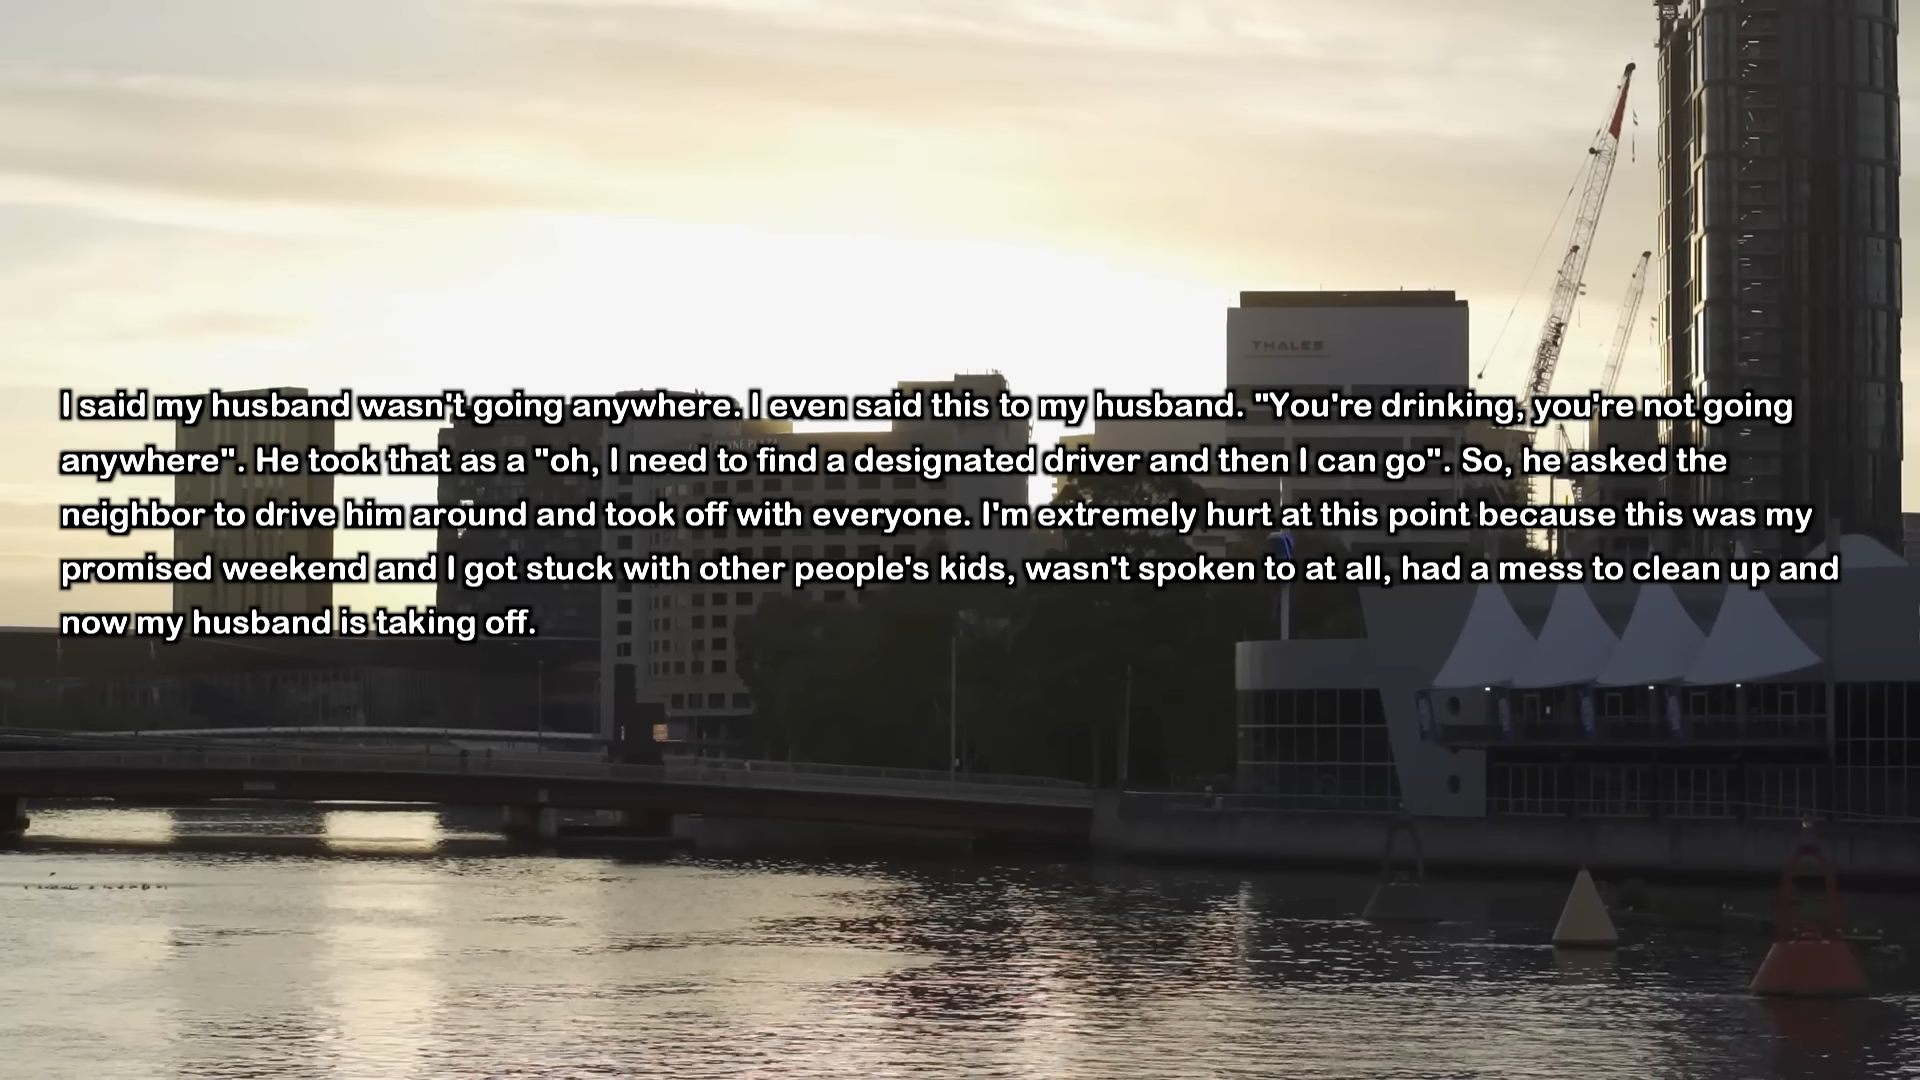 THALES
I said my husband wasn't going anywhere. I even said this to my husband. "You're drinking, you're not going
anywhere". He took that as a "oh, I need to find a designated driver and then I can go". So, he asked the
neighbor to drive him around and took off with everyone. I'm extremely hurt at this point because this was my
promised weekend and I got stuck with other people's kids, wasn't spoken to at all, had a mess to clean up and
now my husband is taking off.